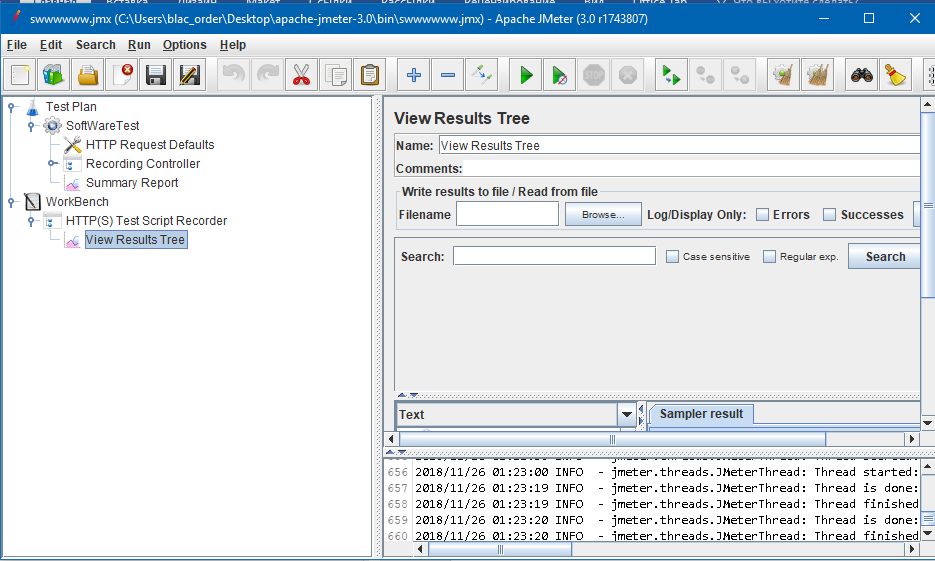 swwwwww.jmx (C:\Users\blac_order\Desktop\apache-jmeter-3.0\bin\swwwwww.jmx) - Apache JMeter (3.0 r1743807)
File Edit Search Run Options Help
STOP
Test Plan
SoftWareTest
HTTP Request Defaults
Recording Controller
Summary Report
WorkBench
HTTP(S) Test Script Recorder
View Results Tree
View Results Tree
Name: View Results Tree
Comments:
Write results to file / Read from file
Filename Browse... Log/Display Only: Errors Successes
Search: Case sensitive Regular exp. Search
Text Sampler result
656 2018/11/26 01:23:00 INFO - jmeter.threads.JMeterThread: Thread started:
657 2018/11/26 01:23:19 INFO - jmeter.threads.JMeterThread: Thread is done:
658 2018/11/26 01:23:19 INFO - jmeter.threads.JMeterThread: Thread finished
659 2018/11/26 01:23:20 INFO - jmeter.threads.JMeterThread: Thread is done:
660 2018/11/26 01:23:20 INFO - jmeter.threads.JMeterThread: Thread finished